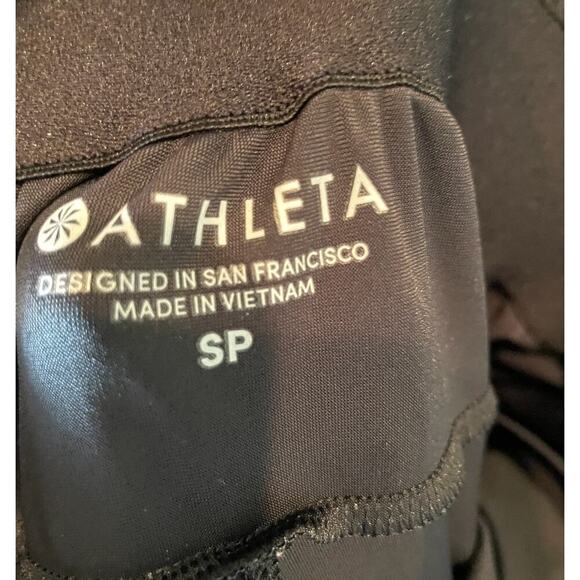 ATHLETA
DESIGNED IN SAN FRANCISCO
MADE IN VIETNAM
SP